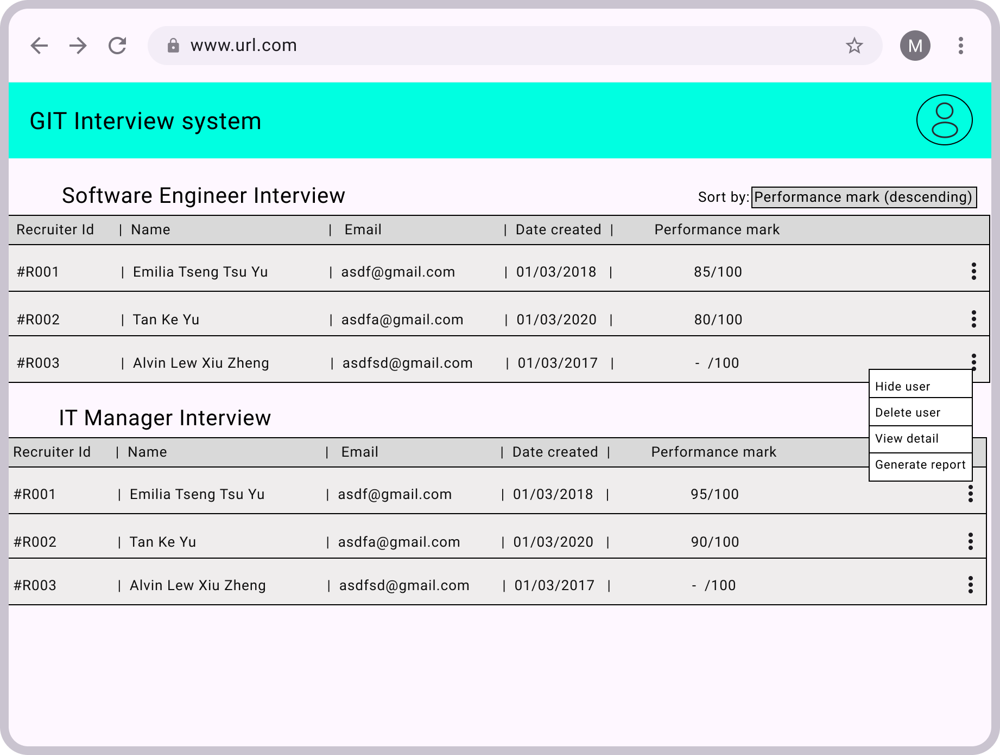 www.url.com
M
GIT Interview system
Software Engineer Interview
Sort by: Performance mark (descending)
Recruiter Id | Name | Email | Date created | Performance mark
#R001 | Emilia Tseng Tsu Yu | asdf@gmail.com | 01/03/2018 | 85/100
#R002 | Tan Ke Yu | asdfa@gmail.com | 01/03/2020 | 80/100
#R003 | Alvin Lew Xiu Zheng | asdfsd@gmail.com | 01/03/2017 | - /100
Hide user
Delete user
View detail
Generate report
IT Manager Interview
Recruiter Id | Name | Email | Date created | Performance mark
#R001 | Emilia Tseng Tsu Yu | asdf@gmail.com | 01/03/2018 | 95/100
#R002 | Tan Ke Yu | asdfa@gmail.com | 01/03/2020 | 90/100
#R003 | Alvin Lew Xiu Zheng | asdfsd@gmail.com | 01/03/2017 | - /100